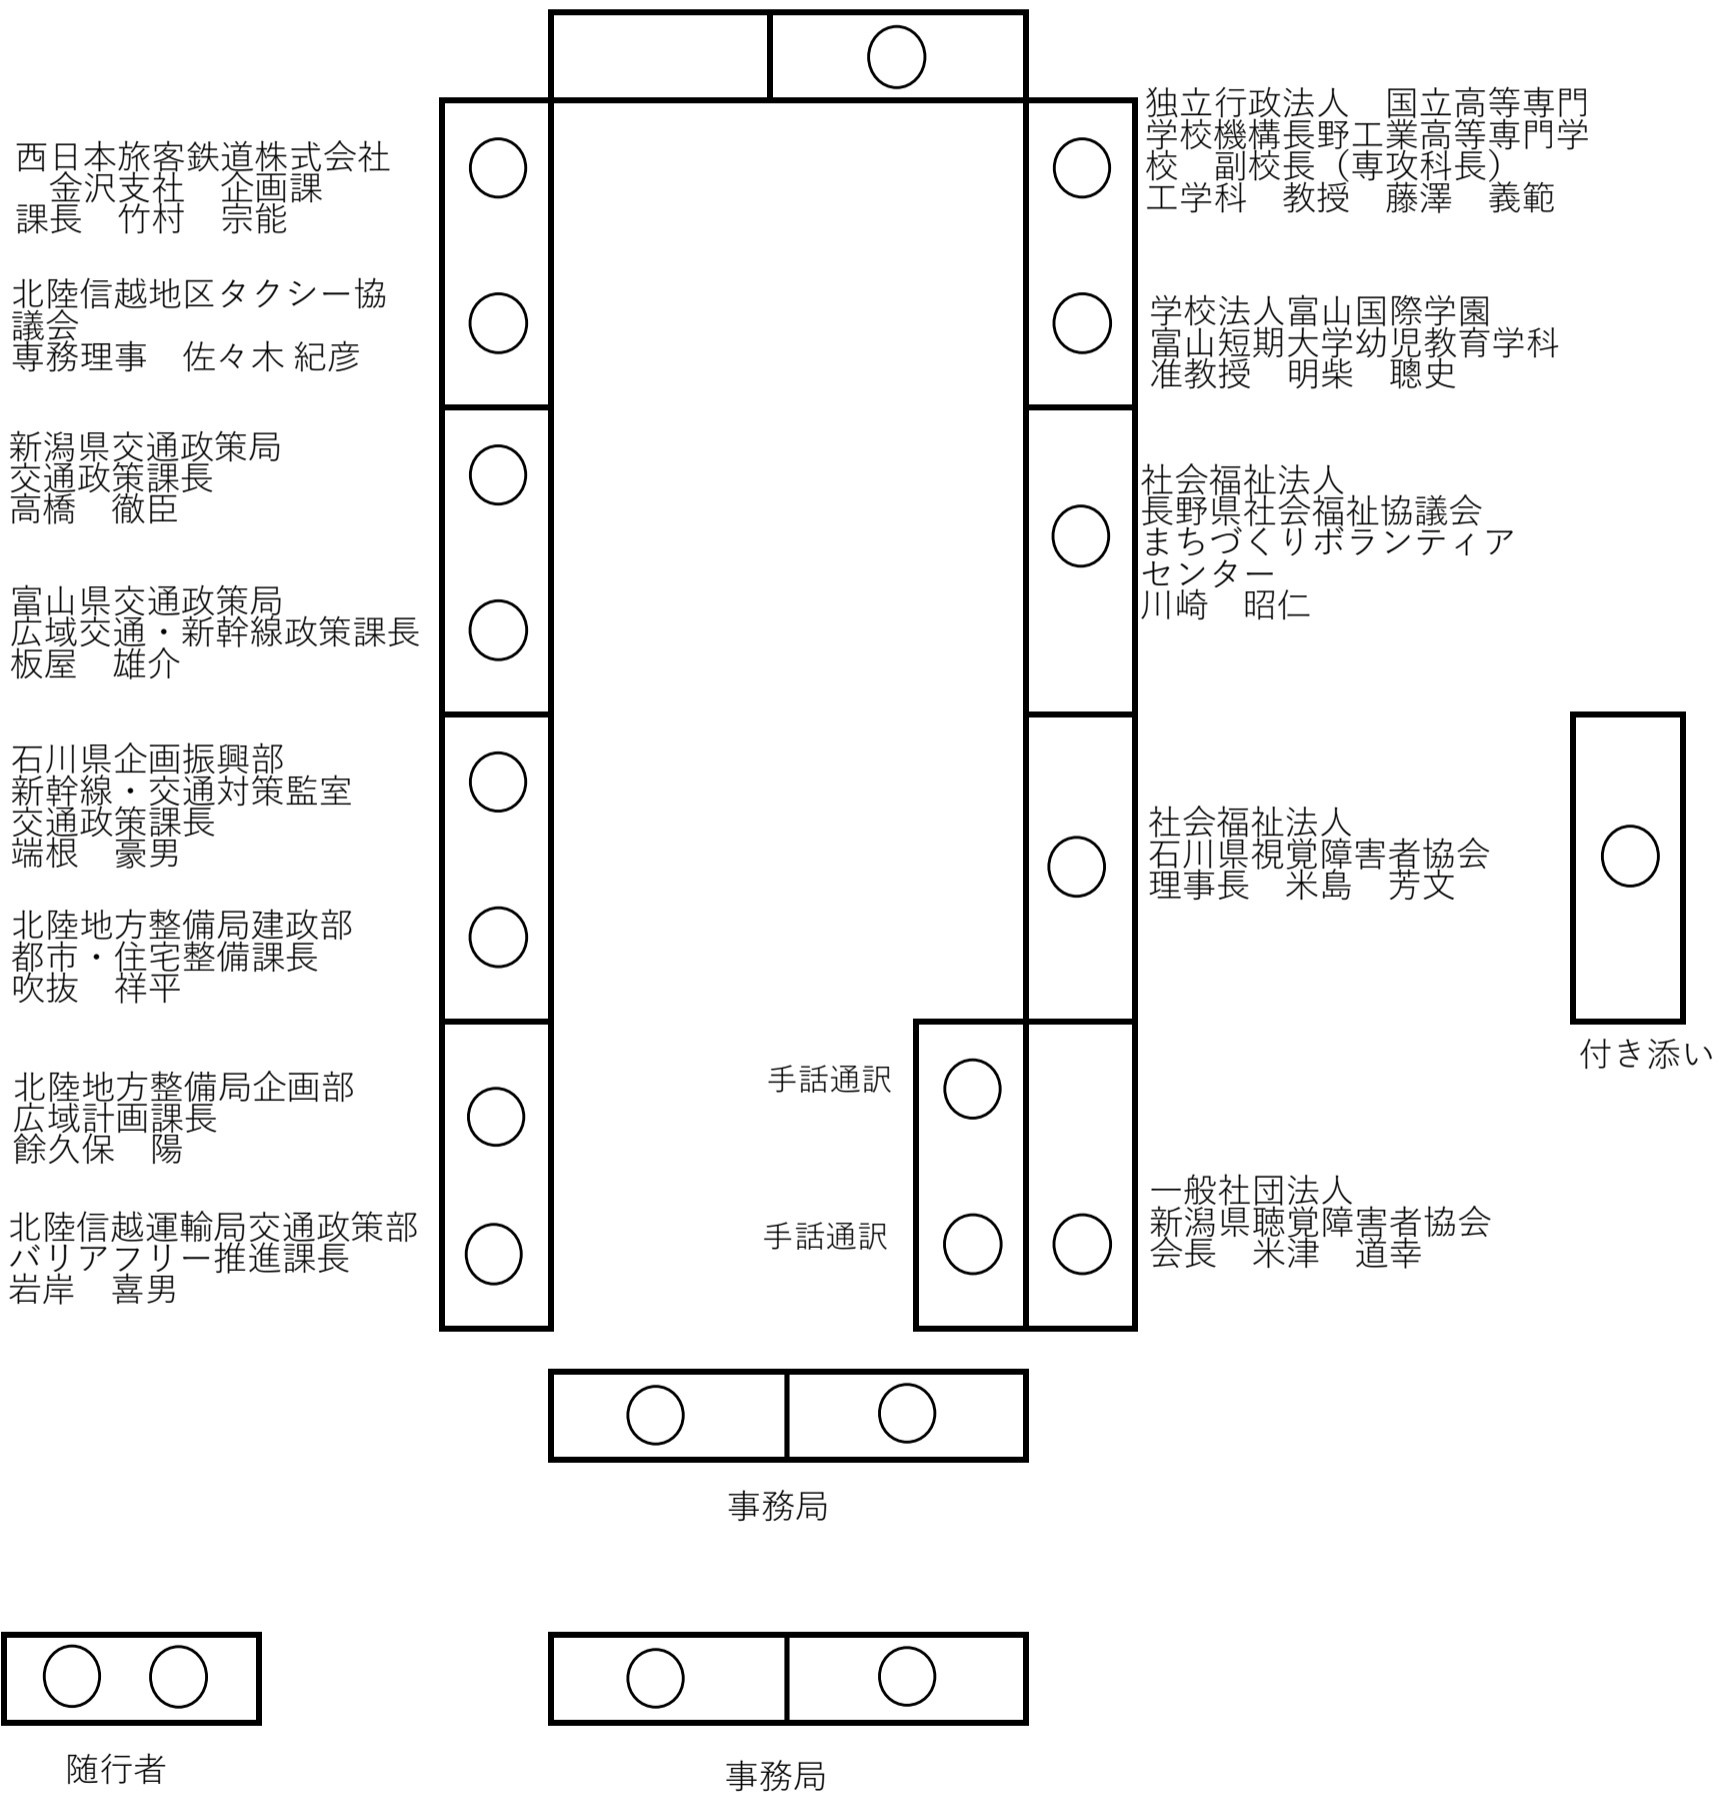 西日本旅客鉄道株式会社
　金沢支社　企画課
課長　竹村　宗能
北陸信越地区タクシー協
議会
専務理事　佐々木 紀彦
新潟県交通政策局
交通政策課長
高橋　徹臣
富山県交通政策局
広域交通・新幹線政策課長
板屋　雄介
石川県企画振興部
新幹線・交通対策監室
交通政策課長
端根　豪男
北陸地方整備局建政部
都市・住宅整備課長
吹抜　祥平
北陸地方整備局企画部
広域計画課長
餘久保　陽
北陸信越運輸局交通政策部
バリアフリー推進課長
岩岸　喜男
独立行政法人　国立高等専門
学校機構長野工業高等専門学
校　副校長（専攻科長）
工学科　教授　藤澤　義範
学校法人富山国際学園
富山短期大学幼児教育学科
准教授　明柴　聰史
社会福祉法人
長野県社会福祉協議会
まちづくりボランティア
センター
川崎　昭仁
社会福祉法人
石川県視覚障害者協会
理事長　米島　芳文
付き添い
手話通訳
手話通訳
一般社団法人
新潟県聴覚障害者協会
会長　米津　道幸
事務局
随行者
事務局